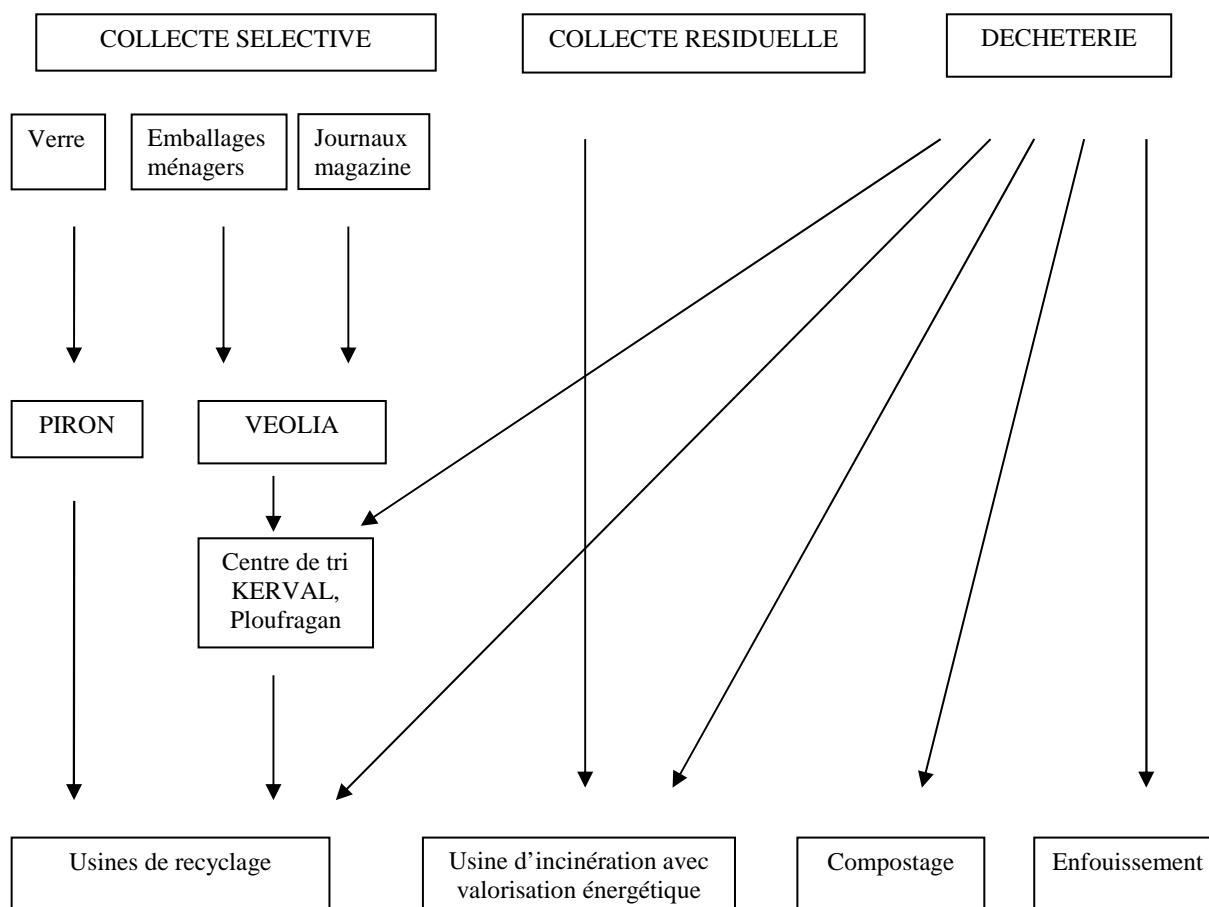 COLLECTE SELECTIVE
COLLECTE RESIDUELLE
DECHETERIE
Verre
Emballages
ménagers
Journaux
magazine
PIRON
VEOLIA
Centre de tri
KERVAL,
Ploufragan
Usines de recyclage
Usine d’incinération avec
valorisation énergétique
Compostage
Enfouissement